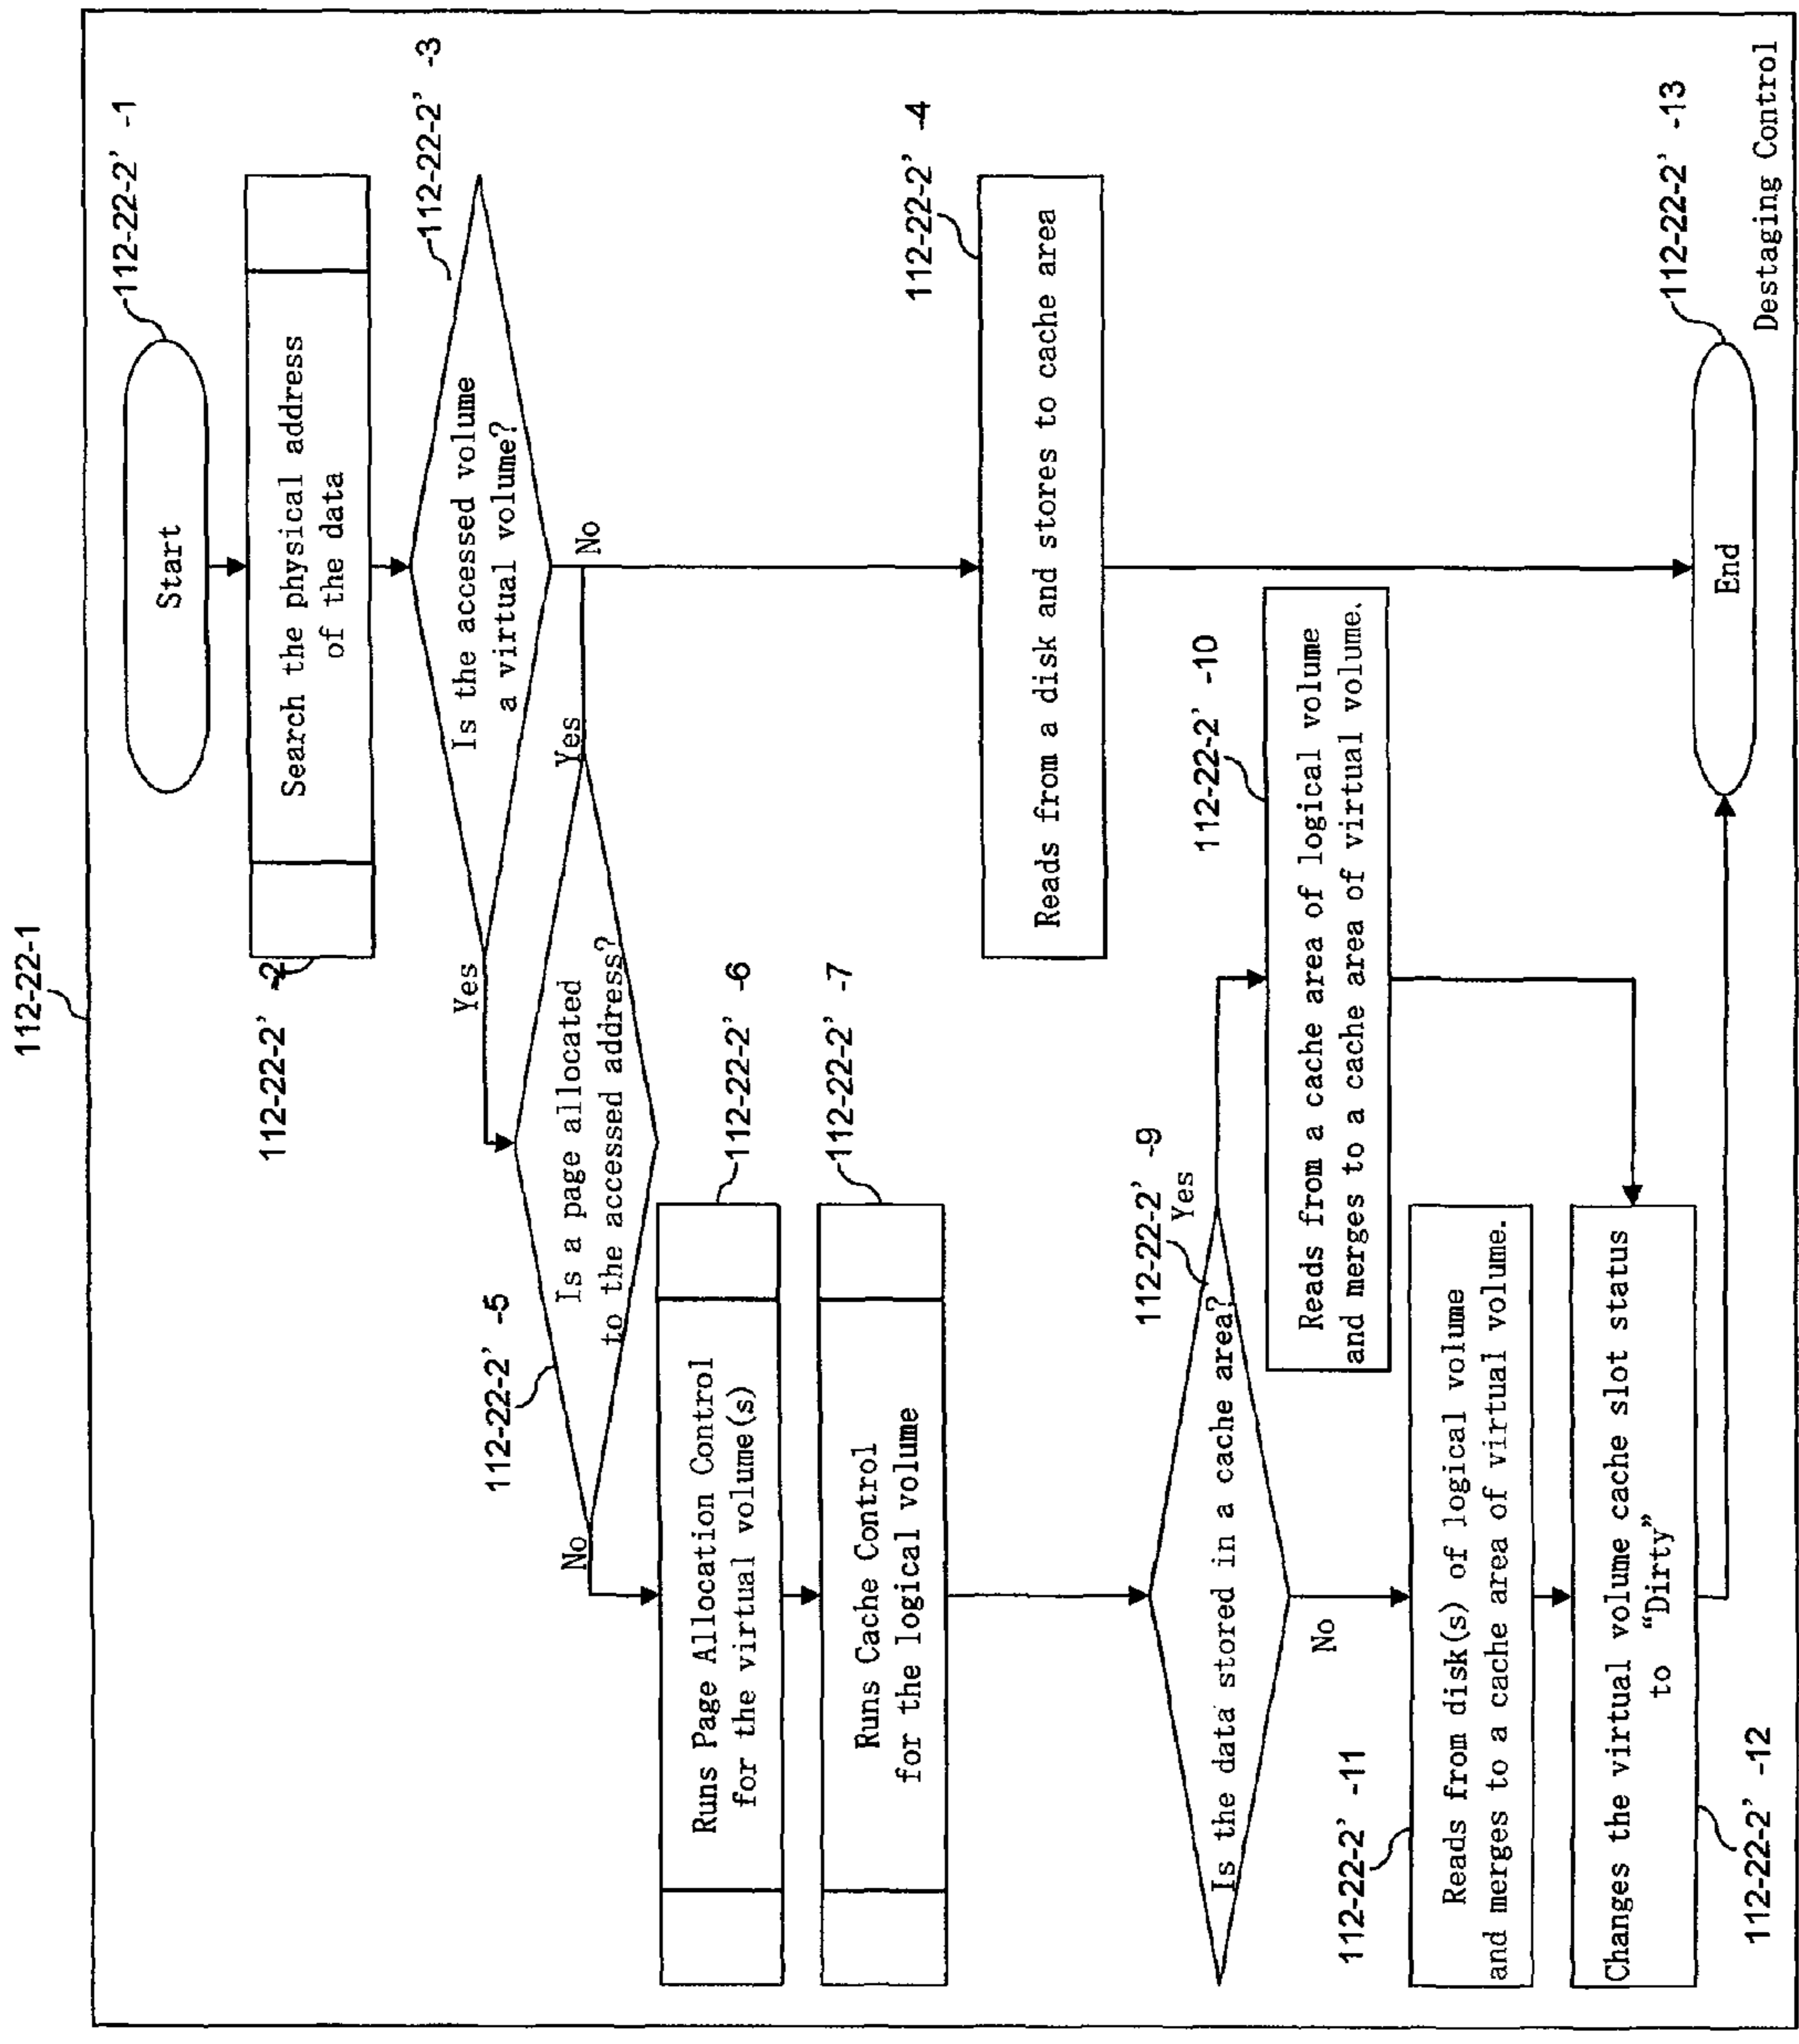 112-22-1
Start
112-22-2’ -1
Search the physical address
of the data
112-22-2’ -2
Is the accessed volume
a virtual volume?
112-22-2’ -3
Yes
No
Is a page allocated
to the accessed address?
112-22-2’ -5
Yes
No
Runs Page Allocation Control
for the virtual volume(s)
112-22-2’ -6
Runs Cache Control
for the logical volume
112-22-2’ -7
Reads from a disk and stores to cache area
112-22-2’ -4
Is the data stored in a cache area?
112-22-2’ -9
Yes
No
Reads from a cache area of logical volume
and merges to a cache area of virtual volume.
112-22-2’ -10
Reads from disk(s) of logical volume
and merges to a cache area of virtual volume.
112-22-2’ -11
Changes the virtual volume cache slot status
to “Dirty”
112-22-2’ -12
End
112-22-2’ -13
Destaging Control